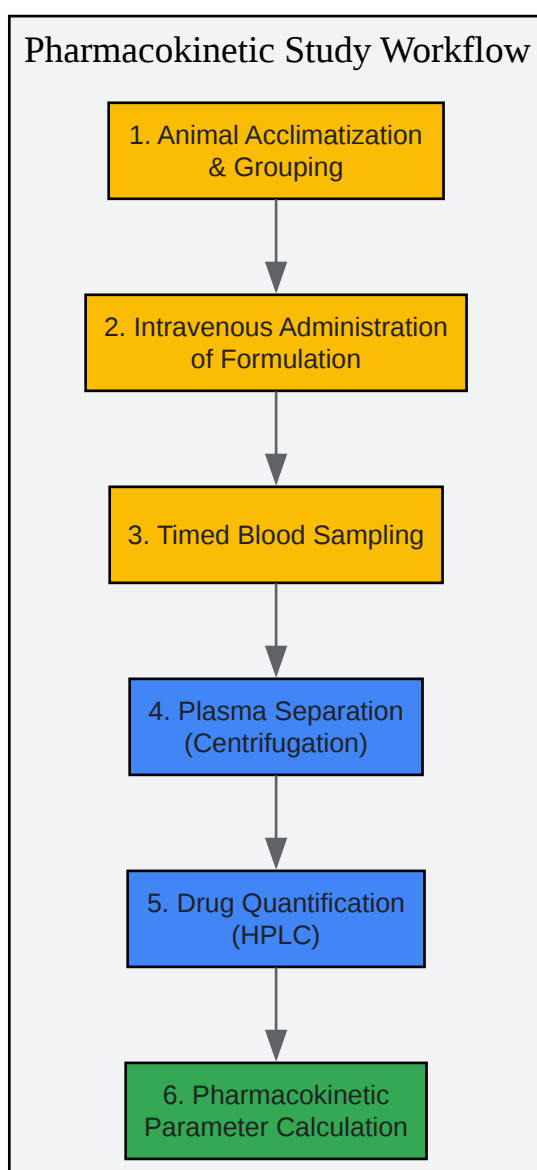 Pharmacokinetic Study Workflow
1. Animal Acclimatization
& Grouping
2. Intravenous Administration
of Formulation
3. Timed Blood Sampling
4. Plasma Separation
(Centrifugation)
5. Drug Quantification
(HPLC)
6. Pharmacokinetic
Parameter Calculation